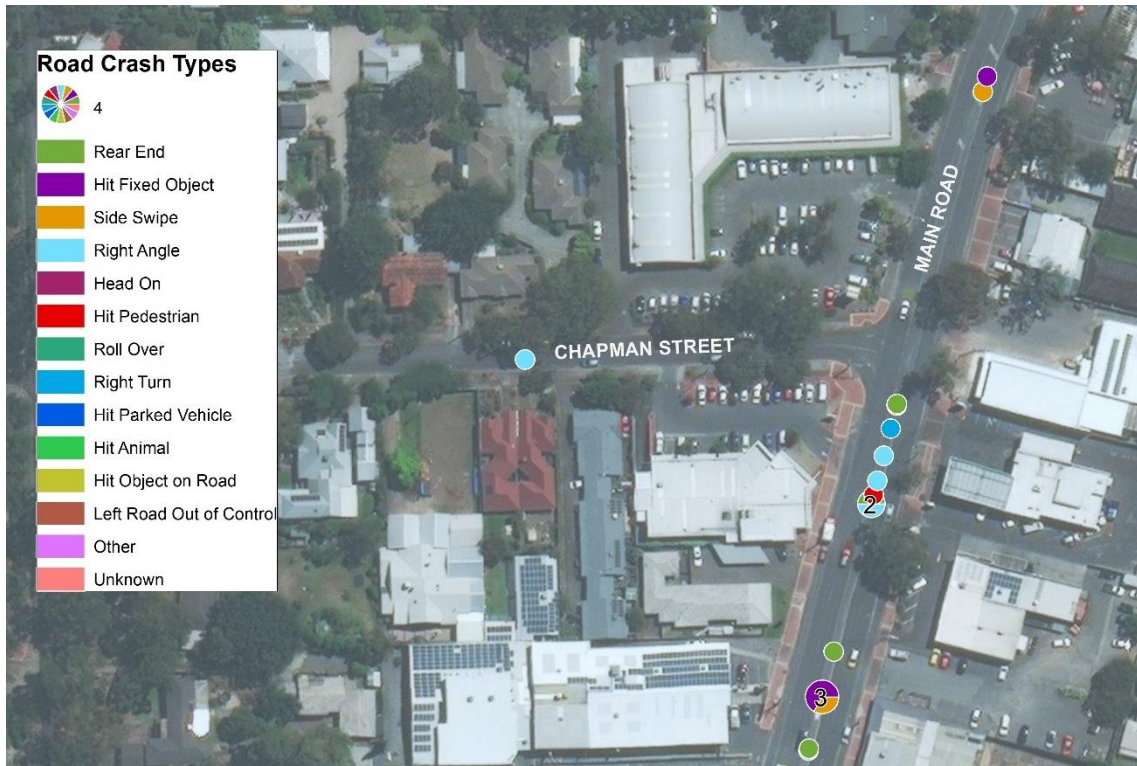 Road Crash Types
4
Rear End
Hit Fixed Object
Side Swipe
Right Angle
Head On
Hit Pedestrian
Roll Over
Right Turn
Hit Parked Vehicle
Hit Animal
Hit Object on Road
Left Road Out of Control
Other
Unknown
MAIN ROAD
CHAPMAN STREET
2
3